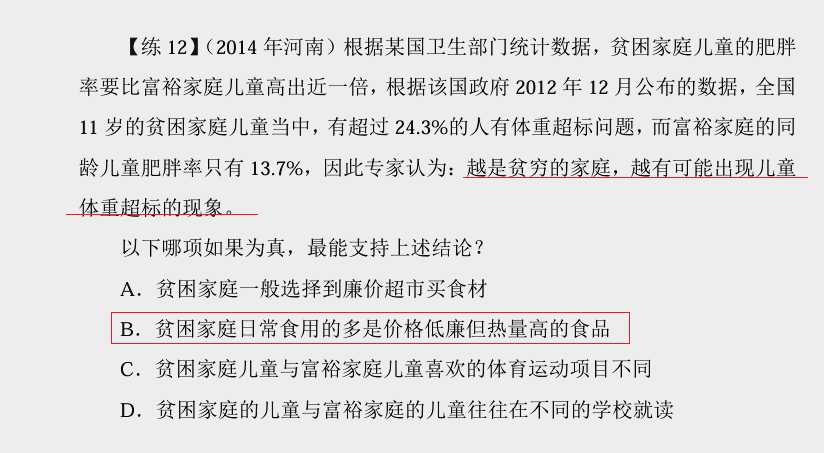 【练 12】（2014 年河南）根据某国卫生部门统计数据，贫困家庭儿童的肥胖
率要比富裕家庭儿童高出近一倍，根据该国政府 2012 年 12 月公布的数据，全国
11 岁的贫困家庭儿童当中，有超过 24.3%的人有体重超标问题，而富裕家庭的同
龄儿童肥胖率只有 13.7%，因此专家认为：越是贫穷的家庭，越有可能出现儿童
体重超标的现象。
以下哪项如果为真，最能支持上述结论？
A．贫困家庭一般选择到廉价超市买食材
B．贫困家庭日常食用的多是价格低廉但热量高的食品
C．贫困家庭儿童与富裕家庭儿童喜欢的体育运动项目不同
D．贫困家庭的儿童与富裕家庭的儿童往往在不同的学校就读